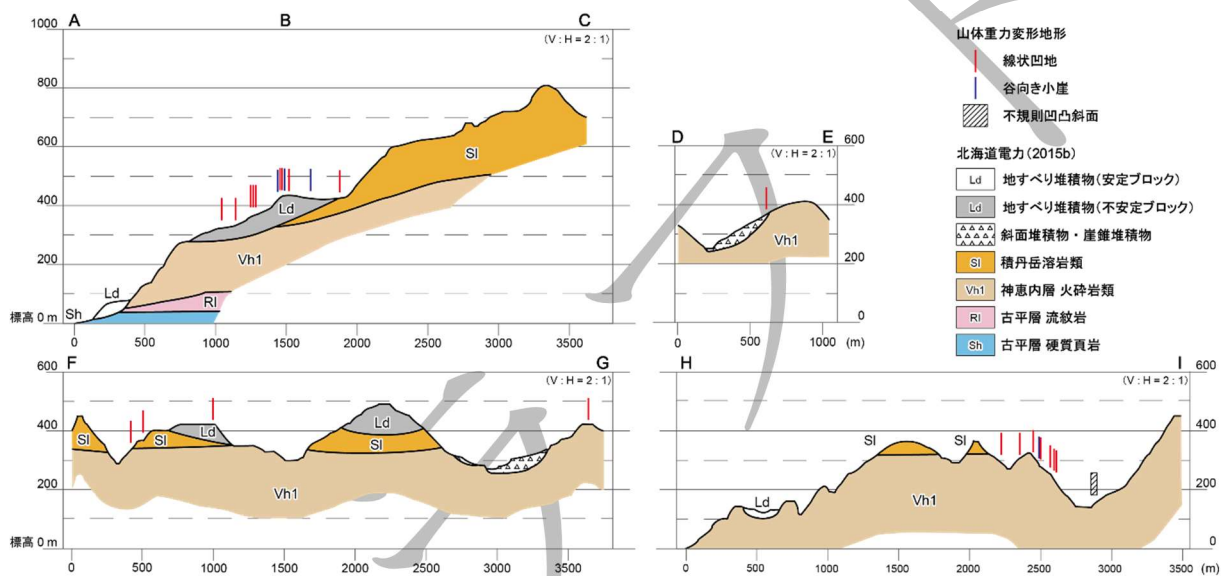 A B C
(V : H = 2 : 1)
1000
800
600
400
200
標高 0 m
Ld
Sl
Vh1
Rl
Ld
Sh
0 500 1000 1500 2000 2500 3000 3500
D E
600
(V : H = 2 : 1)
400
200
0
Vh1
0 500 1000 (m)
山体重力変形地形
線状凹地
谷向き小崖
不規則凹凸斜面
北海道電力(2015b)
Ld 地すべり堆積物(安定ブロック)
Ld 地すべり堆積物(不安定ブロック)
斜面堆積物・崖錐堆積物
Sl 積丹岳溶岩類
Vh1 神恵内層 火砕岩類
Rl 古平層 流紋岩
Sh 古平層 硬質頁岩
F G
600
(V : H = 2 : 1)
400
200
標高 0 m
Sl
Sl
Ld
Ld
Sl
Vh1
0 500 1000 1500 2000 2500 3000 3500
H I
600
(V : H = 2 : 1)
400
200
0
Sl Sl
Ld
Vh1
0 500 1000 1500 2000 2500 3000 3500 (m)